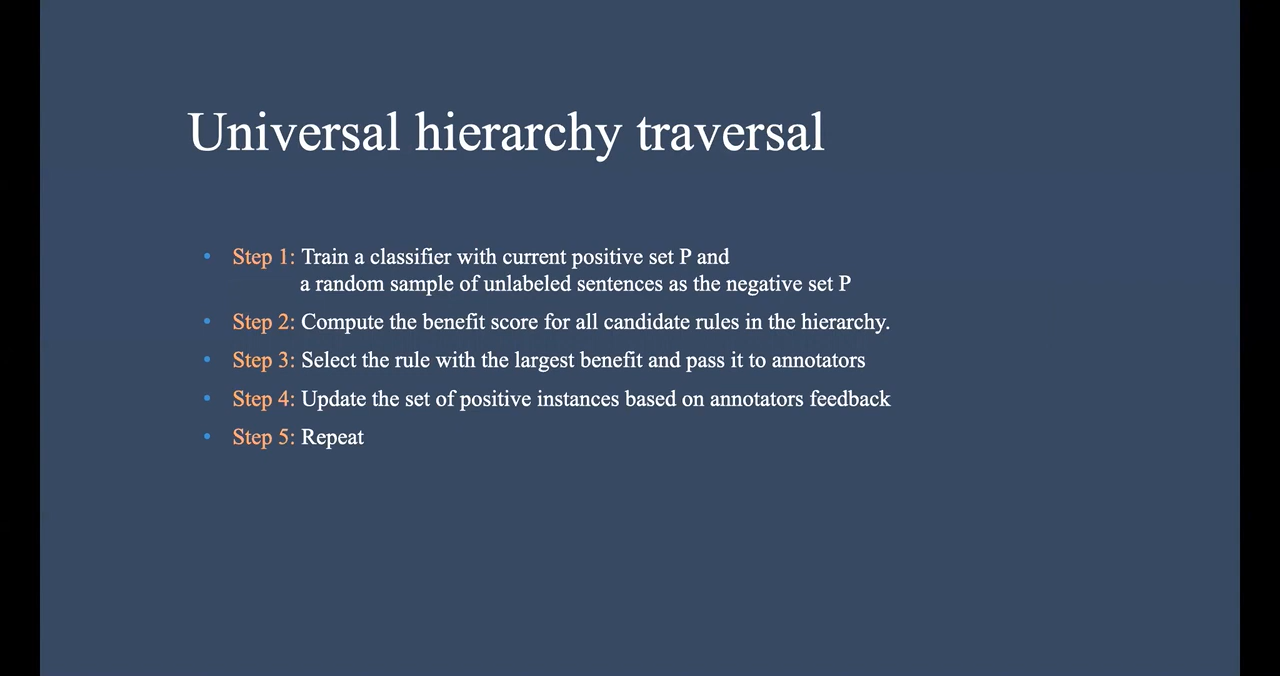 Universal hierarchy traversal
• Step 1: Train a classifier with current positive set P and
a random sample of unlabeled sentences as the negative set P
• Step 2: Compute the benefit score for all candidate rules in the hierarchy.
• Step 3: Select the rule with the largest benefit and pass it to annotators
• Step 4: Update the set of positive instances based on annotators feedback
• Step 5: Repeat